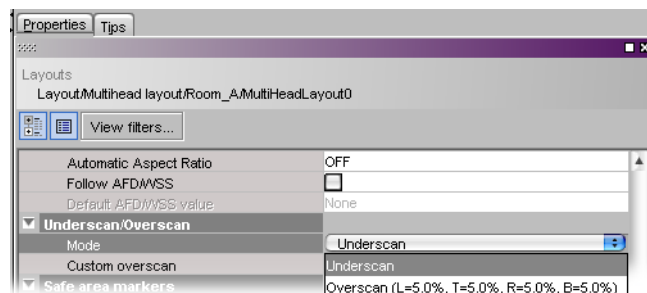 Properties Tips
Layouts
Layout/Multihead layout/Room_A/MultiHeadLayout0
View filters...
Automatic Aspect Ratio OFF
Follow AFD/WSS
Default AFD/WSS value None
Underscan/Overscan
Mode Underscan
Custom overscan Underscan
Safe area markers Overscan (L=5.0%, T=5.0%, R=5.0%, B=5.0%)